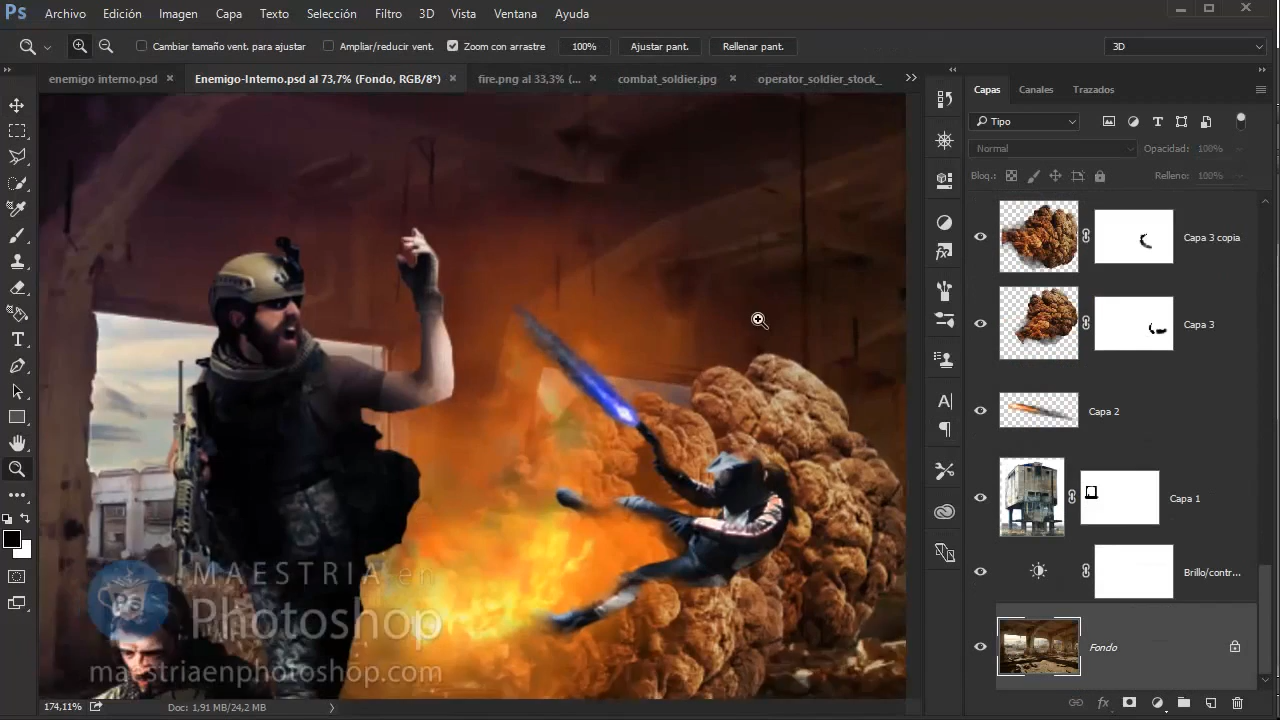 Ps Archivo Edición Imagen Capa Texto Selección Filtro 3D Vista Ventana Ayuda
Cambiar tamaño vent. para ajustar Ampliar/reducir vent. Zoom con arrastre 100% Ajustar pant. Rellenar pant. 3D
enemigo interno.psd × Enemigo-Interno.psd al 73,7% (Fondo, RGB/8*) × fire.png al 33,3% (... × combat_soldier.jpg × operator_soldier_stock_
Capas Canales Trazados
Tipo
Normal Opacidad: 100%
Bloq.: Relleno: 100%
Capa 3 copia
Capa 3
Capa 2
Capa 1
Brillo/contr...
Fondo
MAESTRIA en
Photoshop
maestriaenphotoshop.com
174,11% Doc: 1,91 MB/24,2 MB